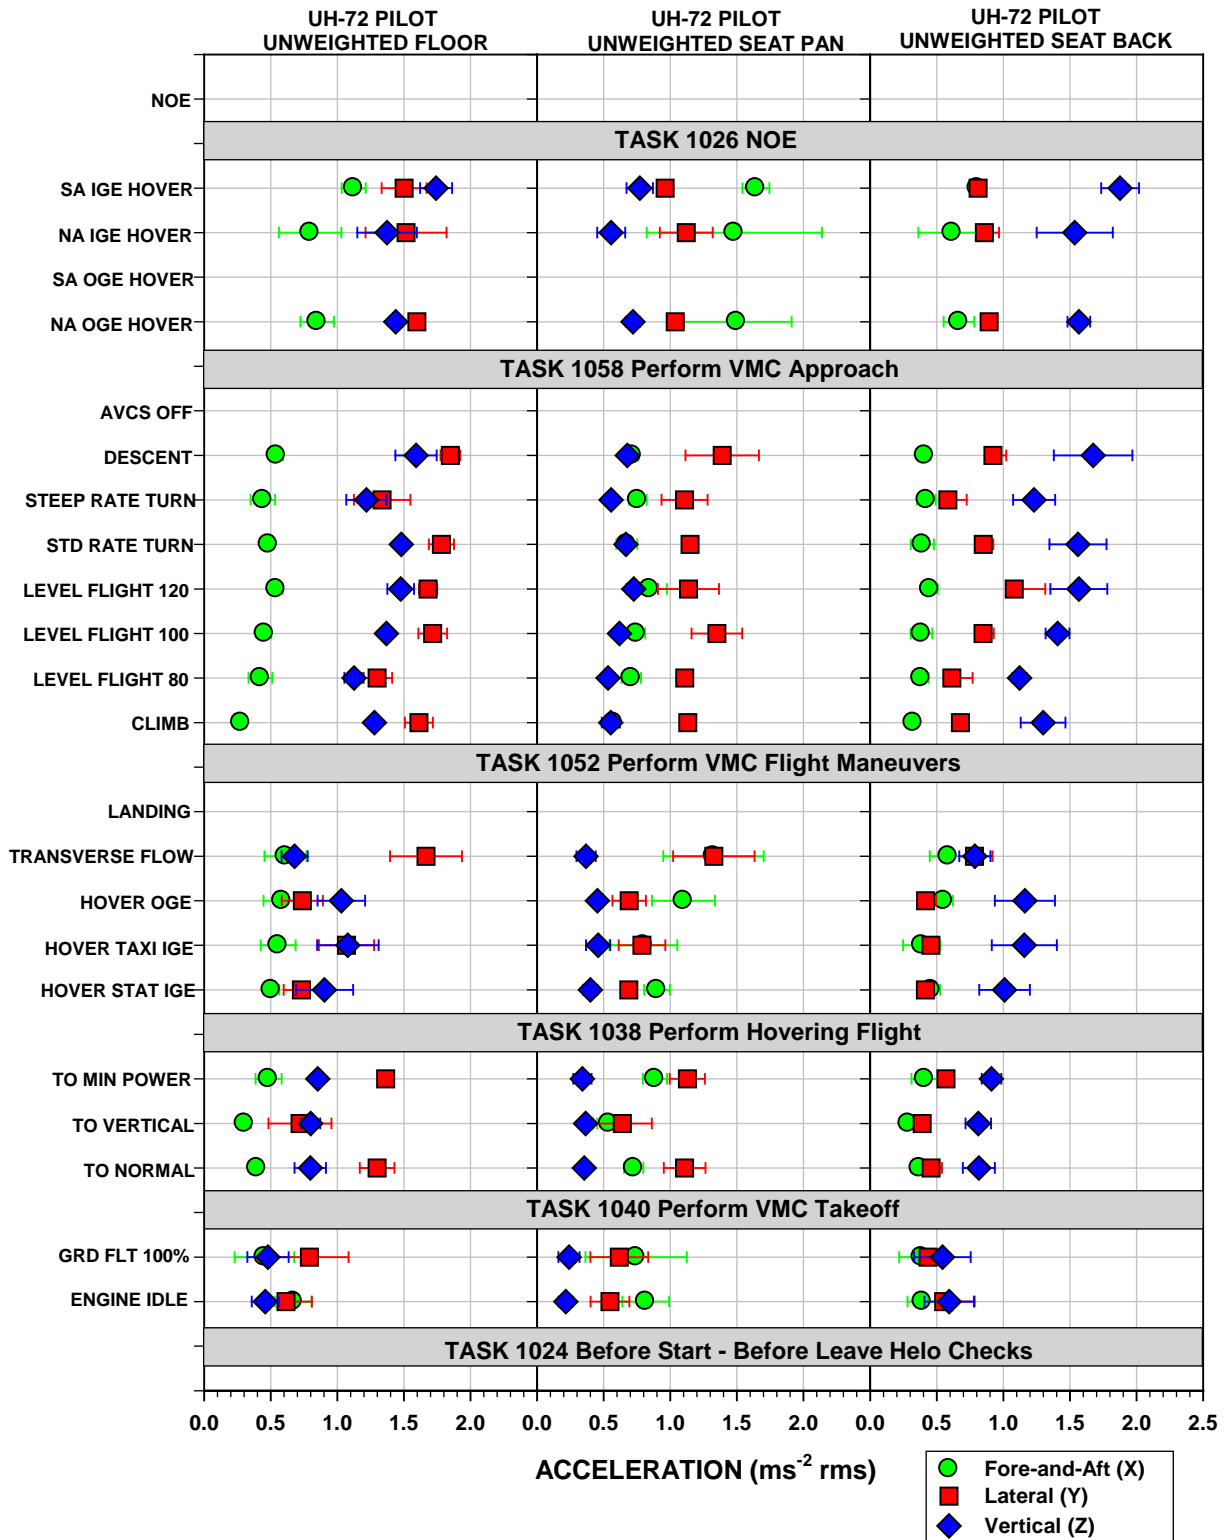 UH-72 PILOT
UNWEIGHTED FLOOR
UH-72 PILOT
UNWEIGHTED SEAT PAN
UH-72 PILOT
UNWEIGHTED SEAT BACK
NOE
TASK 1026 NOE
SA IGE HOVER
NA IGE HOVER
SA OGE HOVER
NA OGE HOVER
TASK 1058 Perform VMC Approach
AVCS OFF
DESCENT
STEEP RATE TURN
STD RATE TURN
LEVEL FLIGHT 120
LEVEL FLIGHT 100
LEVEL FLIGHT 80
CLIMB
TASK 1052 Perform VMC Flight Maneuvers
LANDING
TRANSVERSE FLOW
HOVER OGE
HOVER TAXI IGE
HOVER STAT IGE
TASK 1038 Perform Hovering Flight
TO MIN POWER
TO VERTICAL
TO NORMAL
TASK 1040 Perform VMC Takeoff
GRD FLT 100%
ENGINE IDLE
TASK 1024 Before Start - Before Leave Helo Checks
0.0 0.5 1.0 1.5 2.0 0.0 0.5 1.0 1.5 2.0 0.0 0.5 1.0 1.5 2.0 2.5
ACCELERATION (ms⁻² rms)
Fore-and-Aft (X)
Lateral (Y)
Vertical (Z)